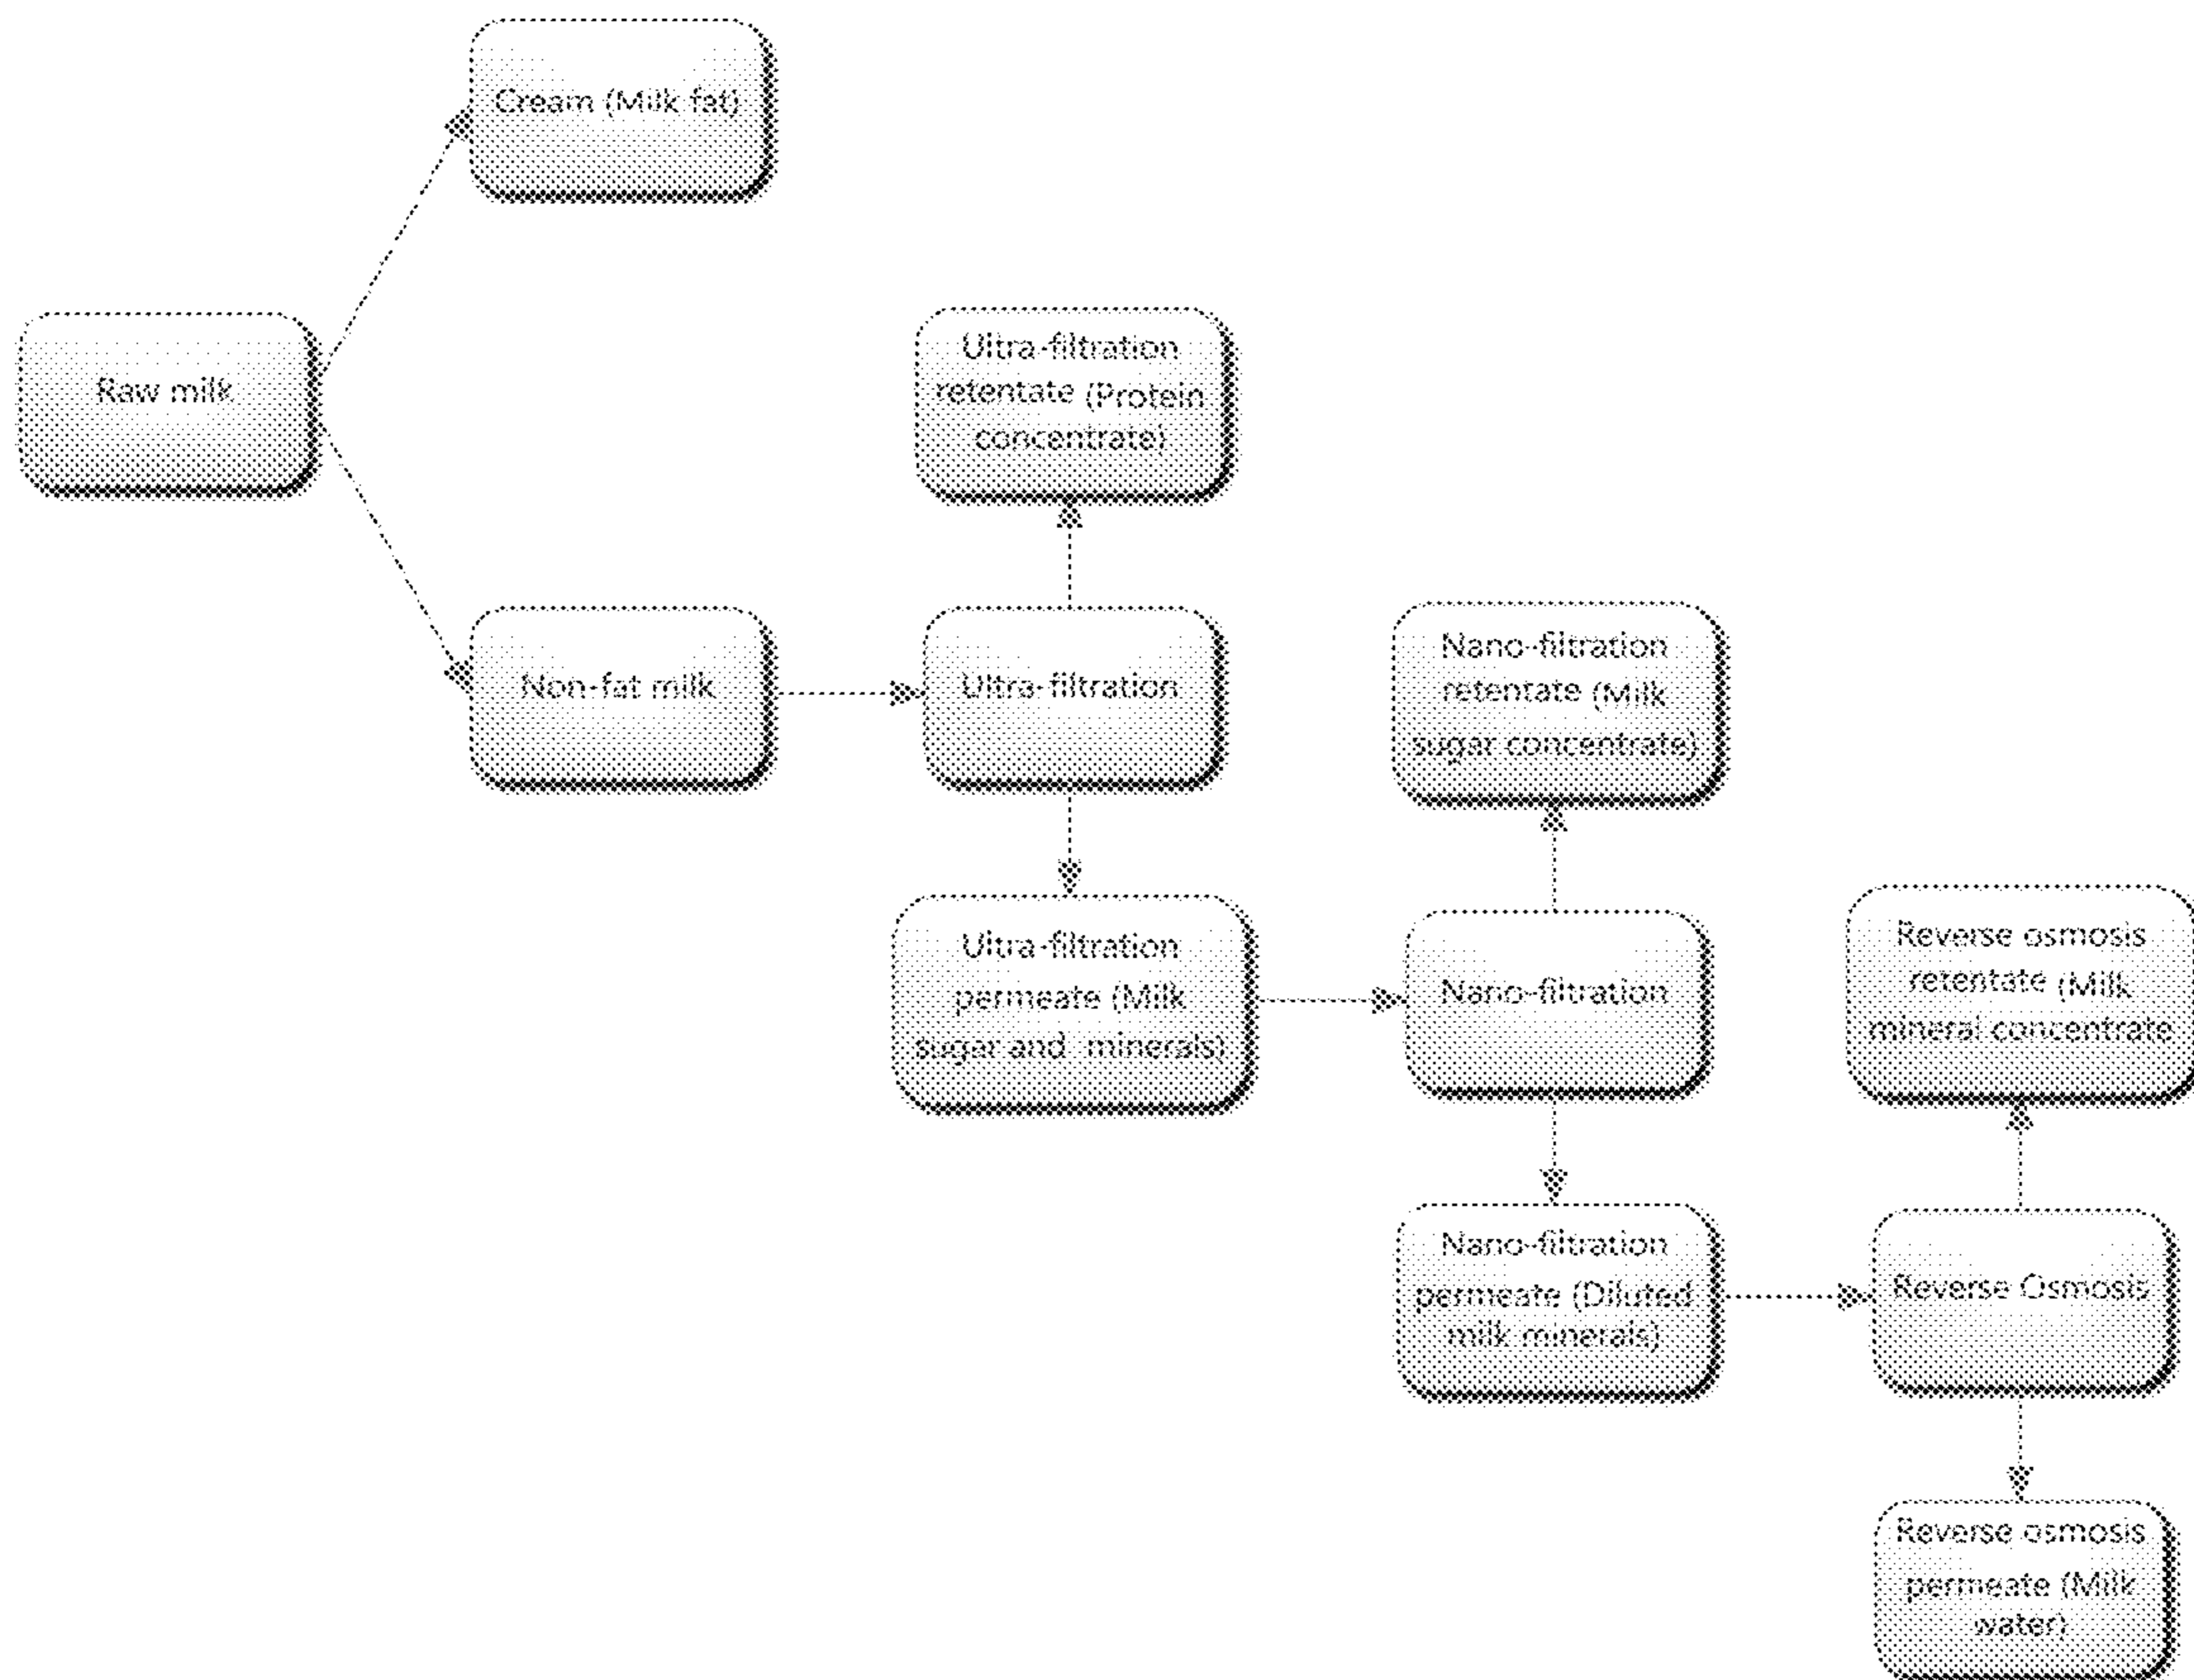 Cream (Milk fat)
Raw milk
Ultra-filtration
retentate (Protein
concentrate)
Non-fat milk
Ultra-filtration
Nano-filtration
retentate (Milk
sugar concentrate)
Ultra-filtration
permeate (Milk
sugar and minerals)
Nano-filtration
Reverse osmosis
retentate (Milk
mineral concentrate
Nano-filtration
permeate (Diluted
milk minerals)
Reverse Osmosis
Reverse osmosis
permeate (Milk
water)